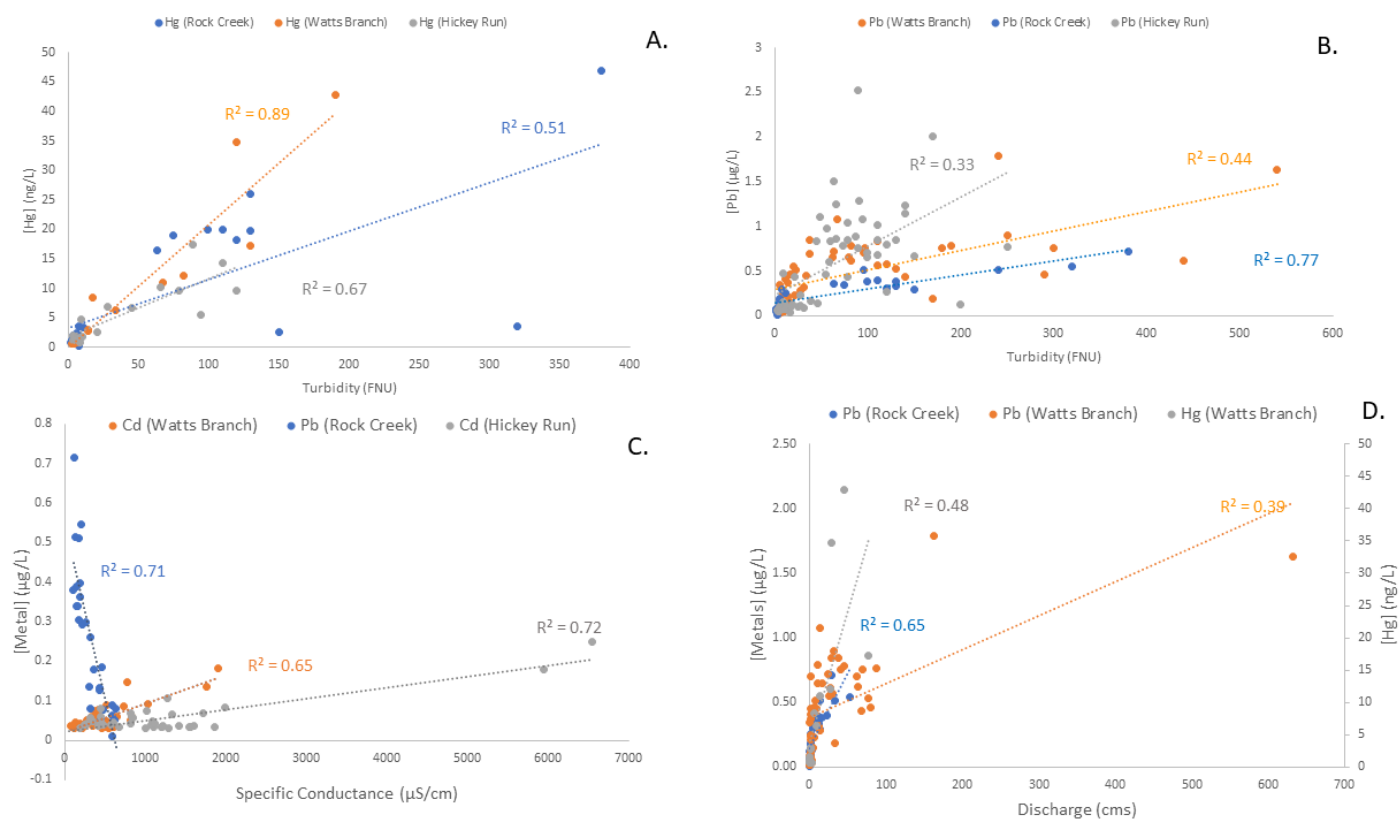 Hg (Rock Creek) Hg (Watts Branch) Hg (Hickey Run)
A.
50
45
40
35
30
25
20
15
10
5
0
[Hg] (ng/L)
R² = 0.89
R² = 0.51
R² = 0.67
0 50 100 150 200 250 300 350 400
Turbidity (FNU)
Pb (Watts Branch) Pb (Rock Creek) Pb (Hickey Run)
B.
3
2.5
2
1.5
1
0.5
0
[Pb] (µg/L)
R² = 0.33
R² = 0.44
R² = 0.77
0 100 200 300 400 500 600
Turbidity (FNU)
Cd (Watts Branch) Pb (Rock Creek) Cd (Hickey Run)
C.
0.8
0.7
0.6
0.5
0.4
0.3
0.2
0.1
0
-0.1
[Metal] (µg/L)
R² = 0.71
R² = 0.65
R² = 0.72
0 1000 2000 3000 4000 5000 6000 7000
Specific Conductance (µS/cm)
Pb (Rock Creek) Pb (Watts Branch) Hg (Watts Branch)
D.
2.50
2.00
1.50
1.00
0.50
0.00
[Metals] (µg/L)
R² = 0.48
R² = 0.39
R² = 0.65
50
45
40
35
30
25
20
15
10
5
0
[Hg] (ng/L)
0 100 200 300 400 500 600 700
Discharge (cms)